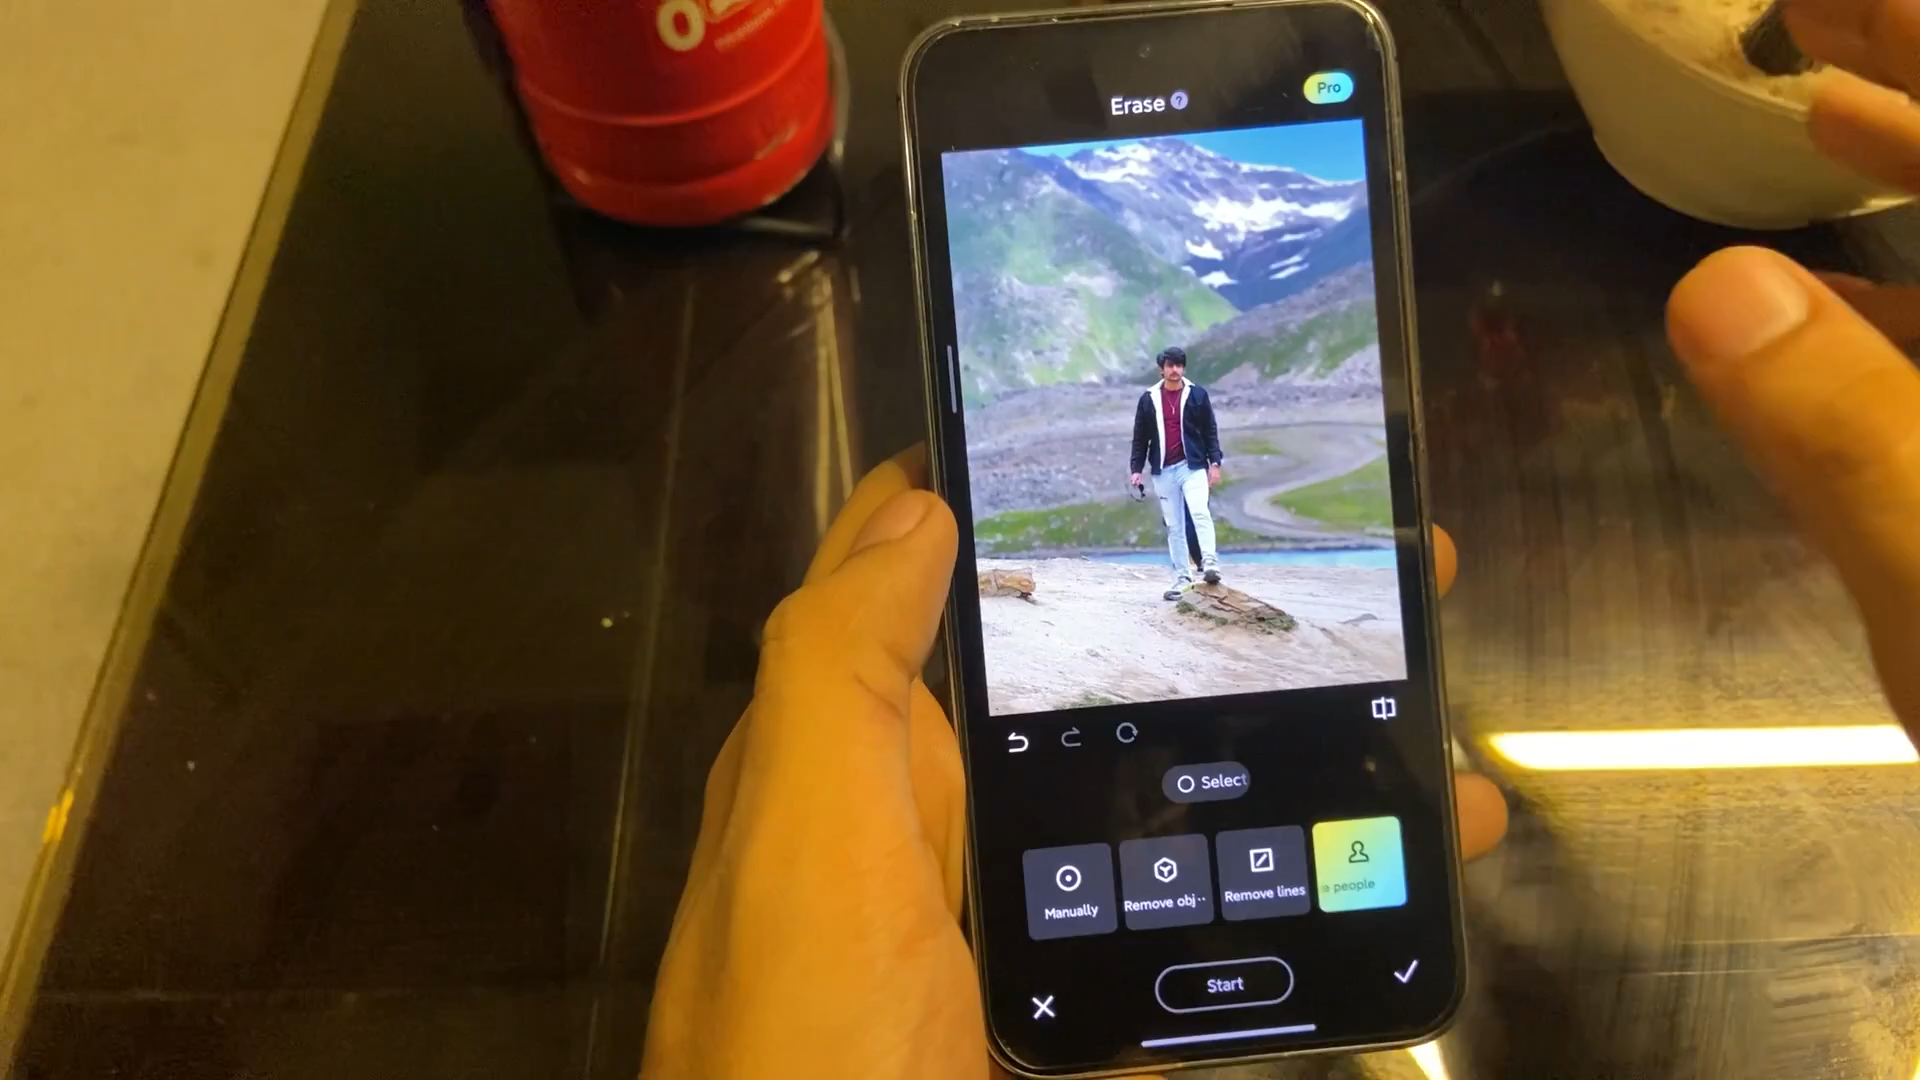 Erase ?
Pro
Select
Manually
Remove obj··
Remove lines
e people
Start